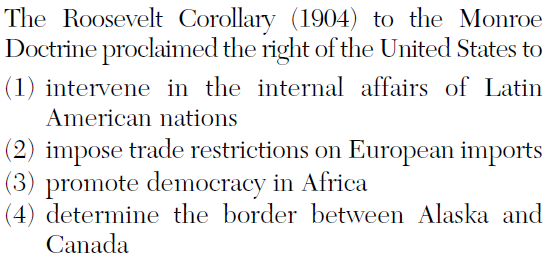 The Roosevelt Corollary (1904) to the Monroe
Doctrine proclaimed the right of the United States to
(1) intervene in the internal affairs of Latin
American nations
(2) impose trade restrictions on European imports
(3) promote democracy in Africa
(4) determine the border between Alaska and
Canada